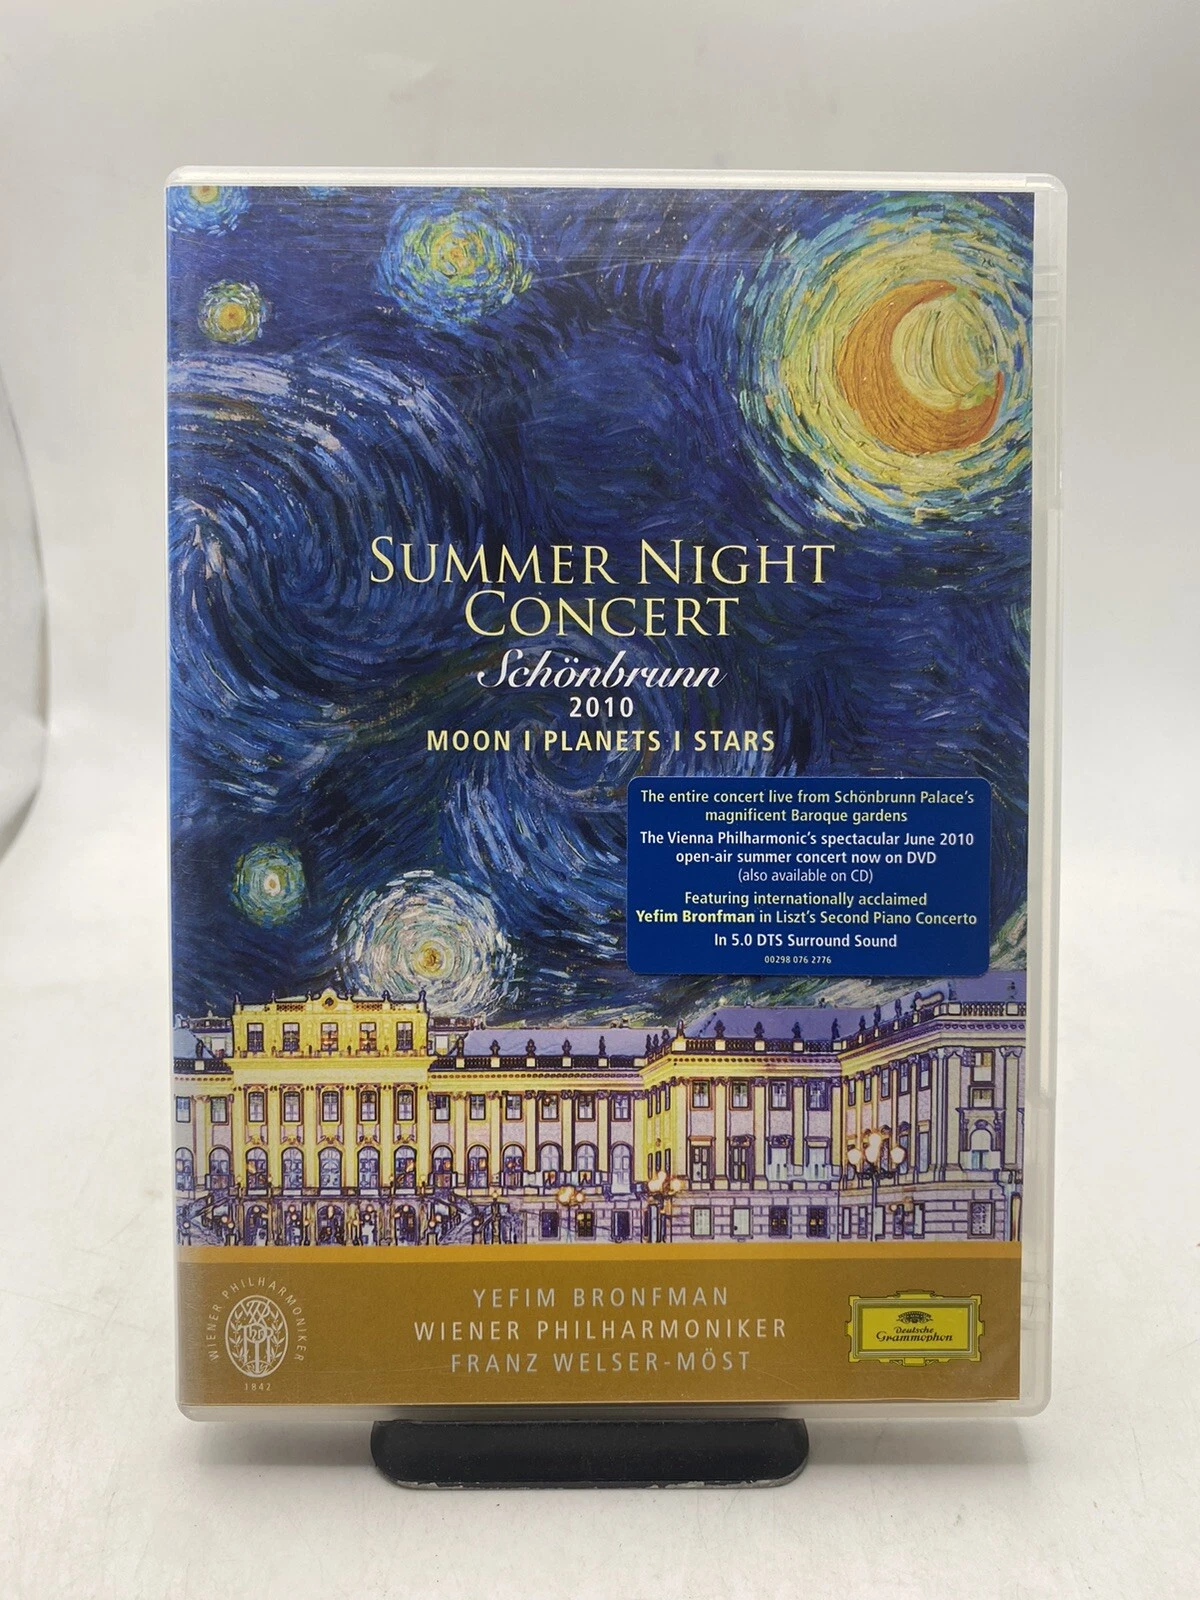 SUMMER NIGHT
CONCERT
Schönbrunn
2010
MOON | PLANETS | STARS
The entire concert live from Schönbrunn Palace's
magnificent Baroque gardens
The Vienna Philharmonic's spectacular June 2010
open-air summer concert now on DVD
(also available on CD)
Featuring internationally acclaimed
Yefim Bronfman in Liszt's Second Piano Concerto
In 5.0 DTS Surround Sound
00298 076 2776
WIENER PHILHARMONIKER
1842
YEFIM BRONFMAN
WIENER PHILHARMONIKER
FRANZ WELSER-MÖST
Deutsche
Grammophon